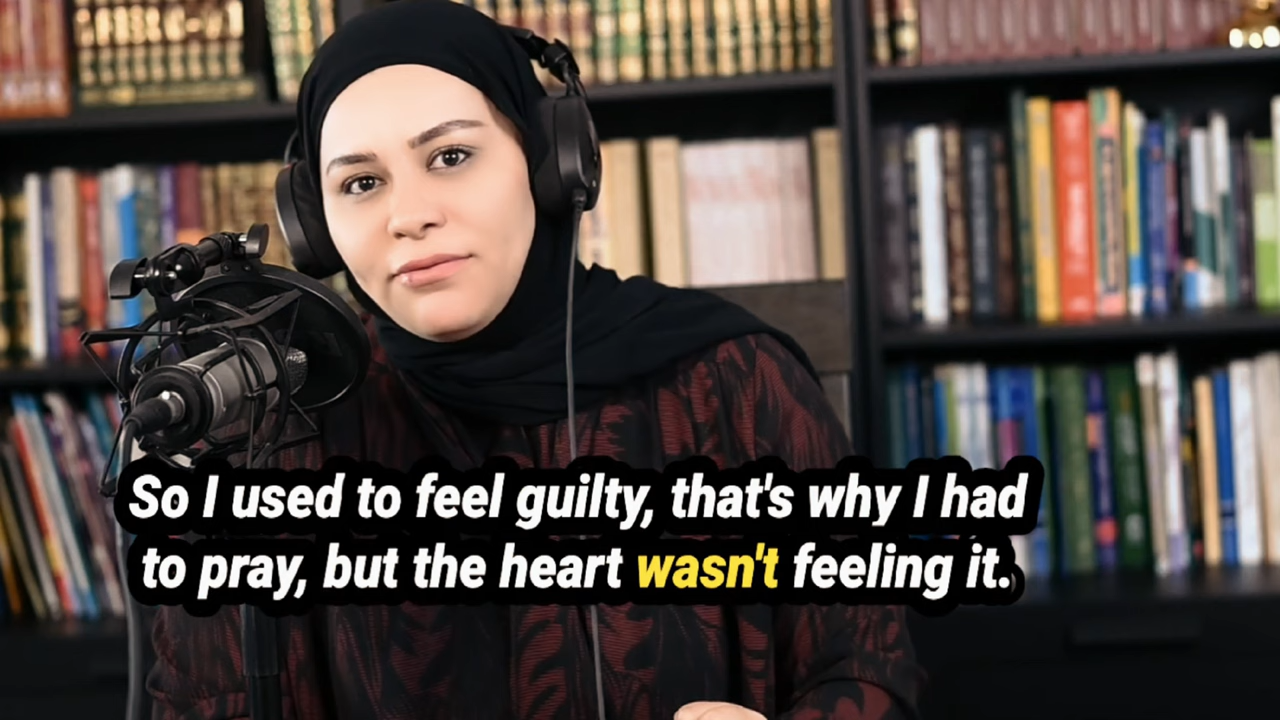 So I used to feel guilty, that's why I had
to pray, but the heart wasn't feeling it.